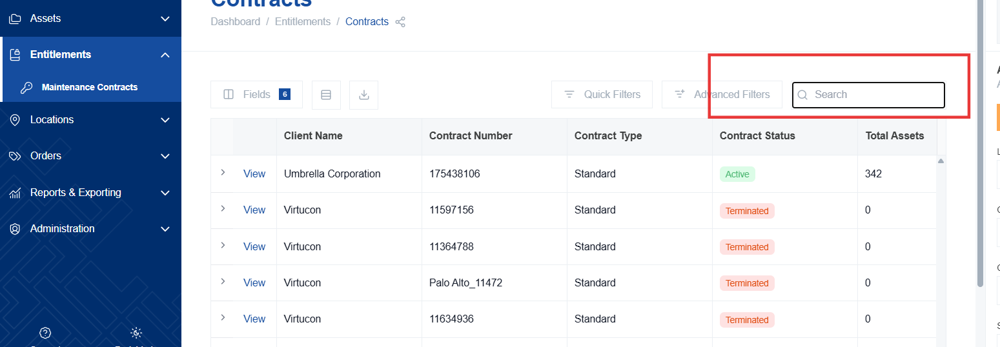 Contracts
Dashboard / Entitlements / Contracts
Assets
Entitlements
Maintenance Contracts
Locations
Orders
Reports & Exporting
Administration
Fields 6
Quick Filters
Advanced Filters
Search
Client Name Contract Number Contract Type Contract Status Total Assets
View Umbrella Corporation 175438106 Standard Active 342
View Virtucon 11597156 Standard Terminated 0
View Virtucon 11364788 Standard Terminated 0
View Virtucon Palo Alto_11472 Standard Terminated 0
View Virtucon 11634936 Standard Terminated 0